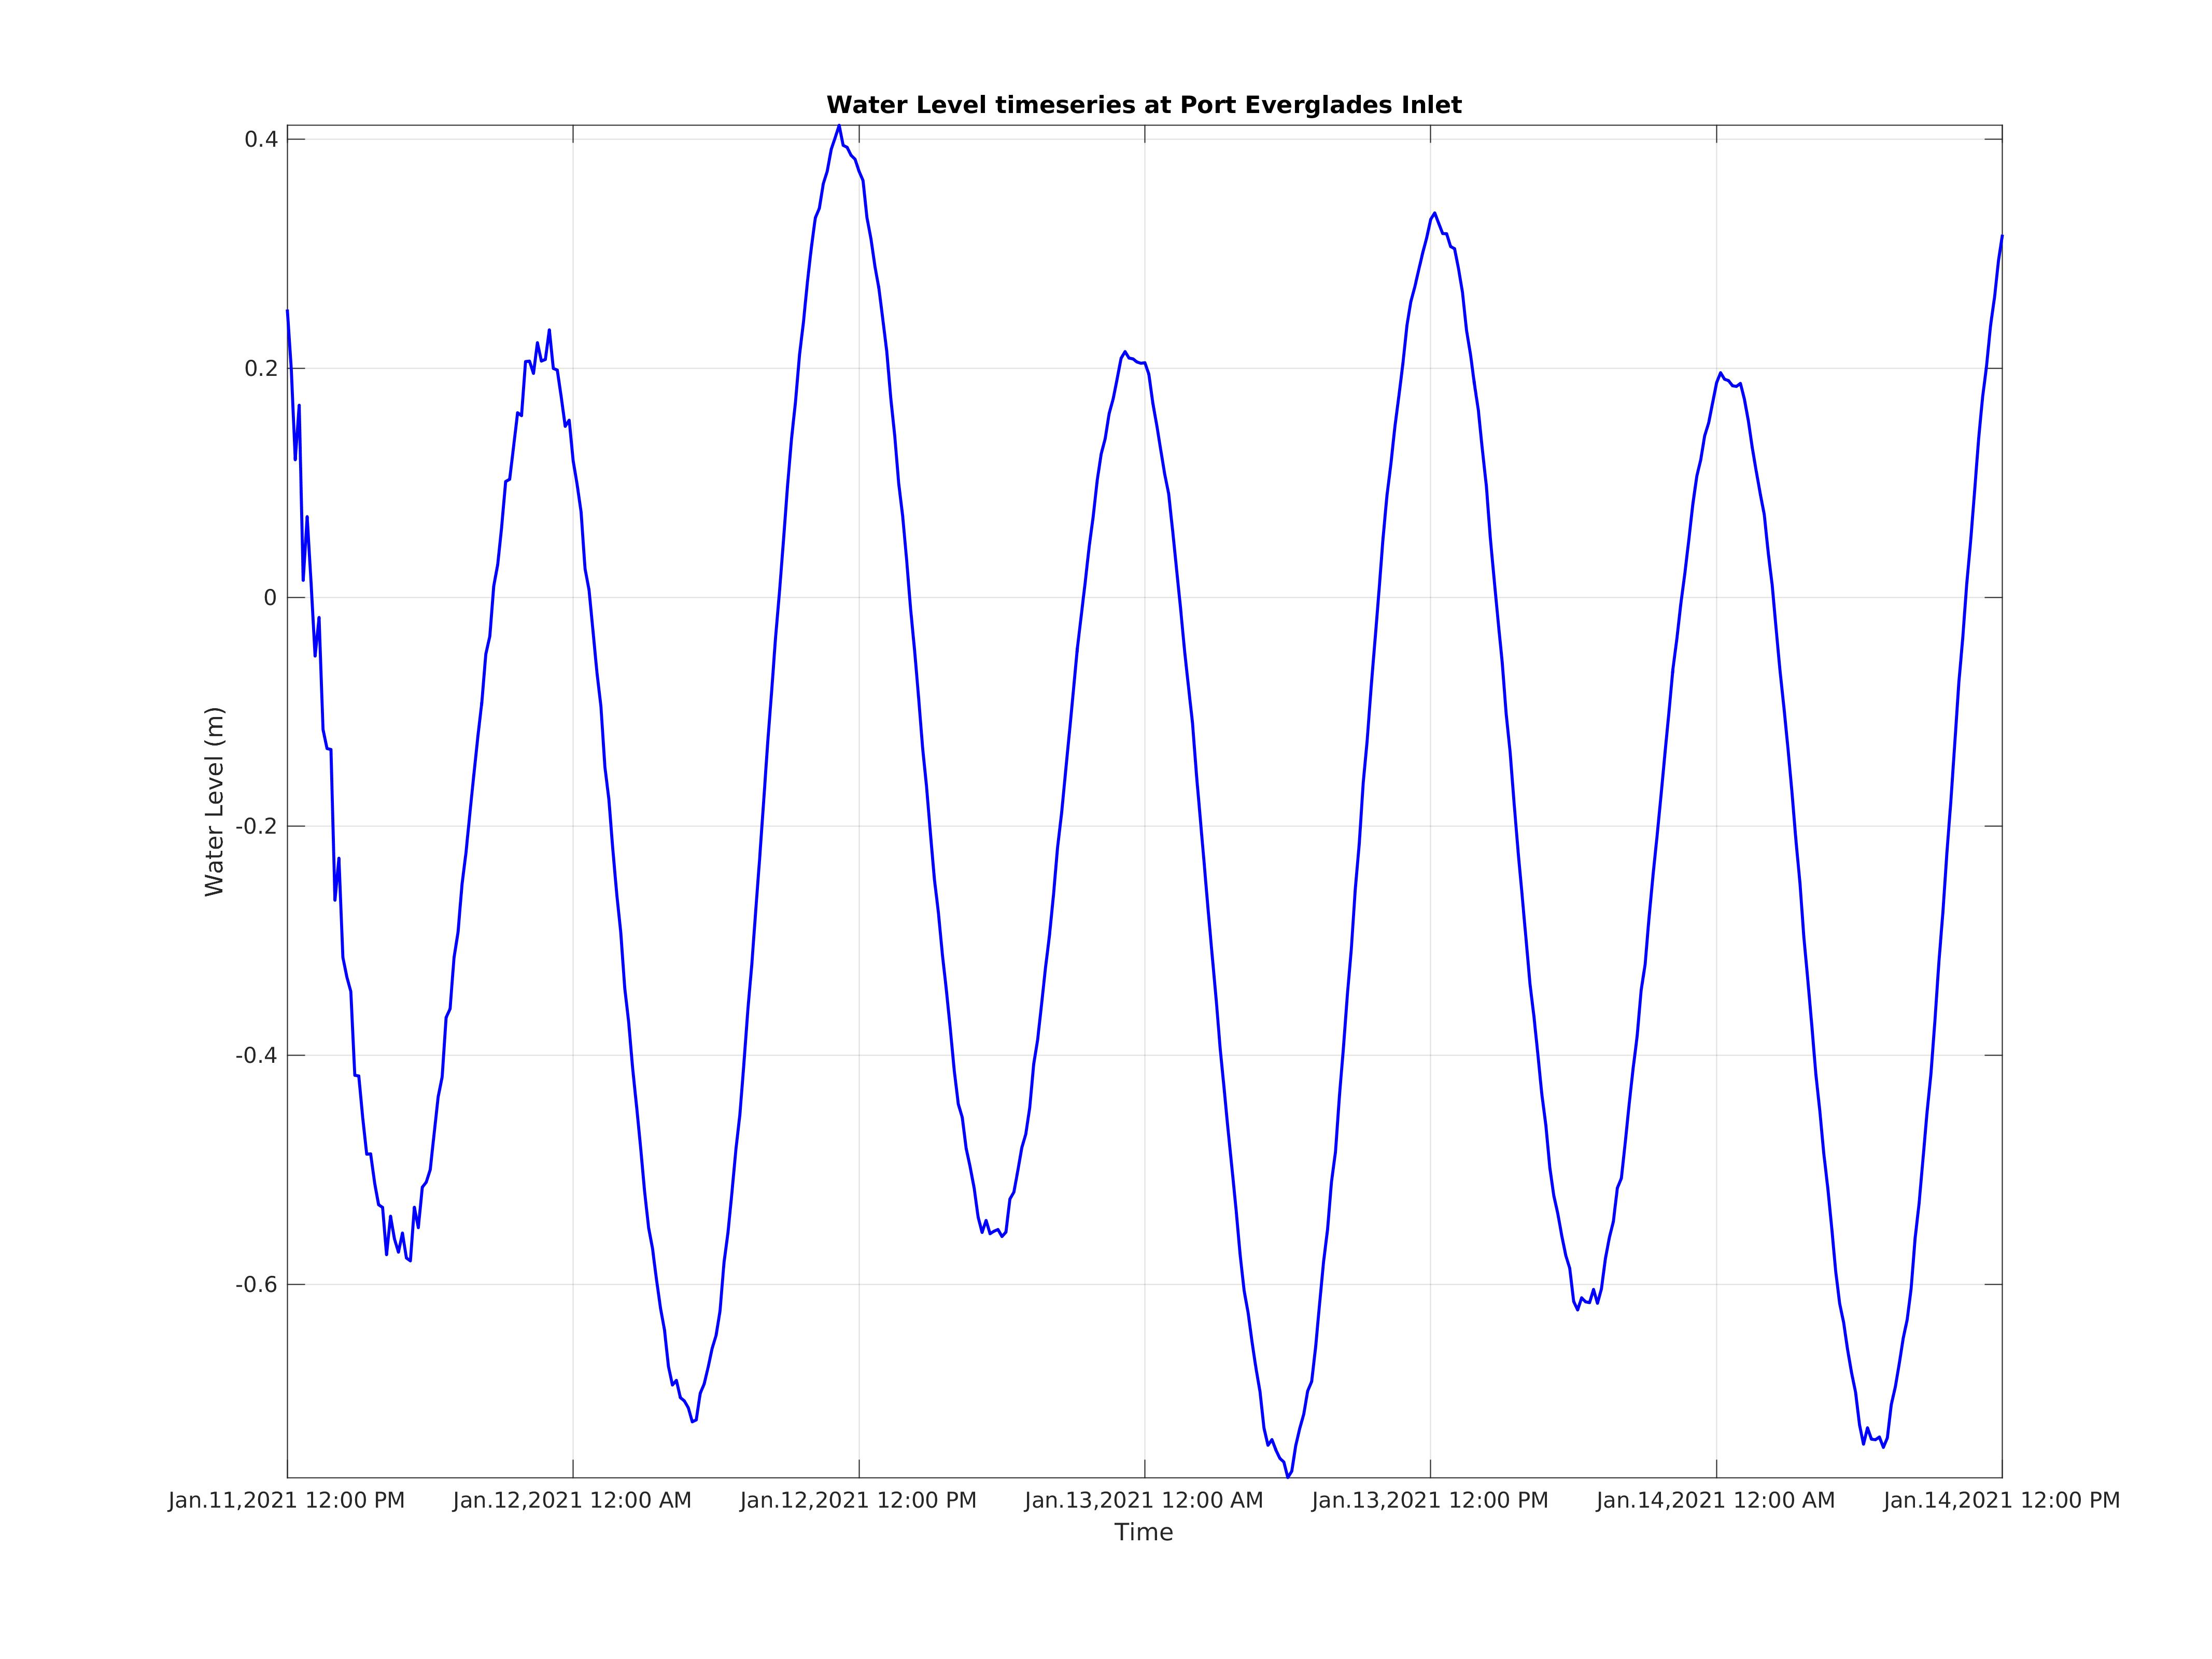 Water Level timeseries at Port Everglades Inlet
0.4
0.2
0
-0.2
-0.4
-0.6
Water Level (m)
Jan.11,2021 12:00 PM
Jan.12,2021 12:00 AM
Jan.12,2021 12:00 PM
Jan.13,2021 12:00 AM
Jan.13,2021 12:00 PM
Jan.14,2021 12:00 AM
Jan.14,2021 12:00 PM
Time